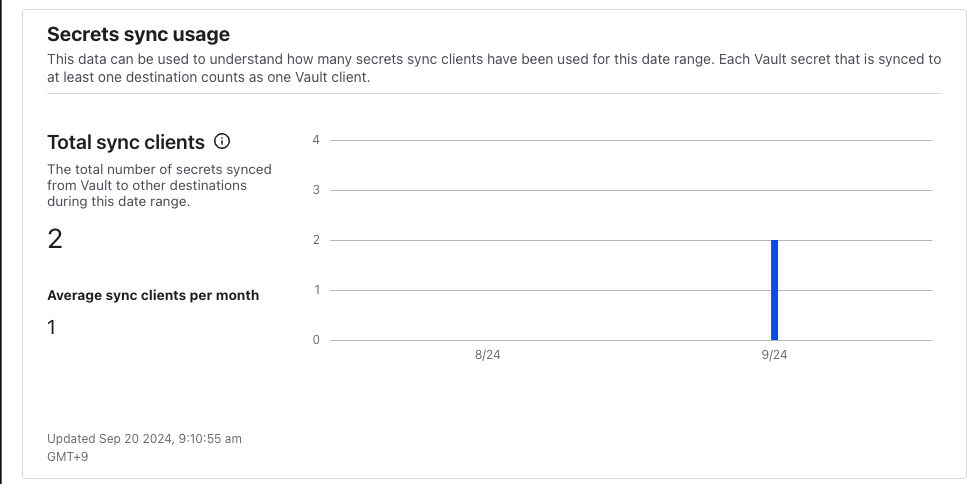 Secrets sync usage
This data can be used to understand how many secrets sync clients have been used for this date range. Each Vault secret that is synced to
at least one destination counts as one Vault client.
Total sync clients
The total number of secrets synced
from Vault to other destinations
during this date range.
2
Average sync clients per month
1
4
3
2
1
0
8/24
9/24
Updated Sep 20 2024, 9:10:55 am
GMT+9